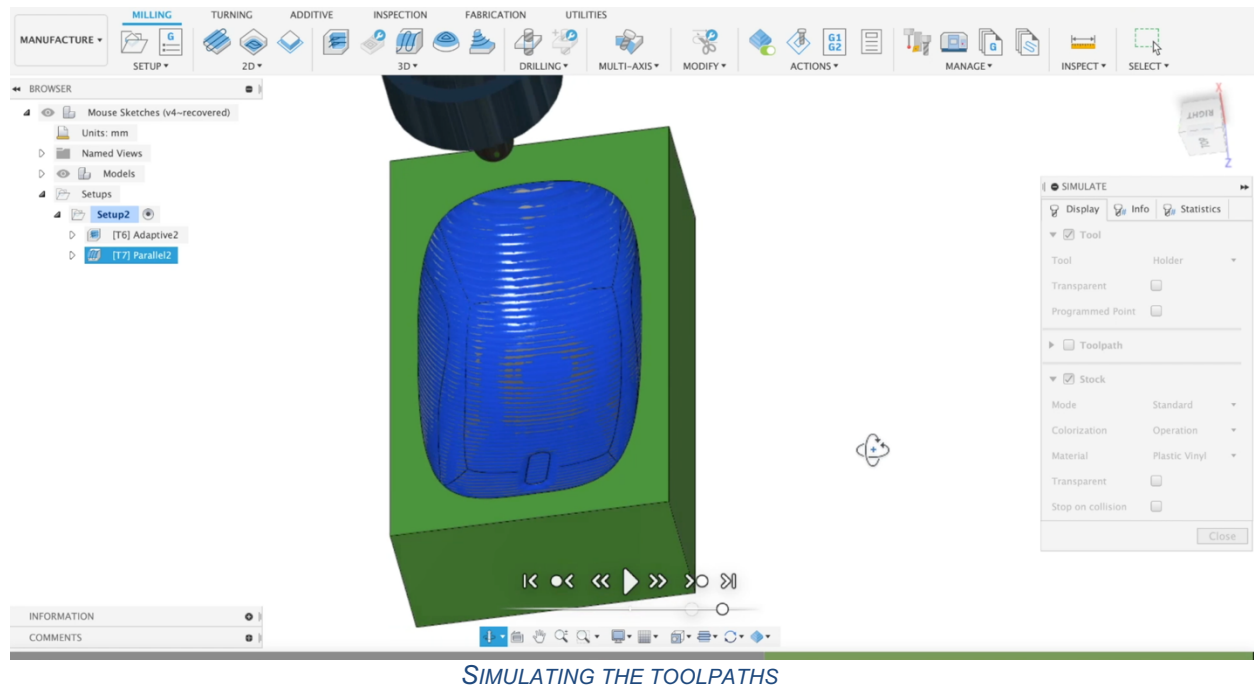 MILLING TURNING ADDITIVE INSPECTION FABRICATION UTILITIES
MANUFACTURE
G
G1
G2
G
SETUP 2D 3D DRILLING MULTI-AXIS MODIFY ACTIONS MANAGE INSPECT SELECT
BROWSER
Mouse Sketches (v4~recovered)
Units: mm
Named Views
Models
Setups
Setup2
[T6] Adaptive2
[T7] Parallel2
X
RIGHT
Z
SIMULATE
Display Info Statistics
Tool
Tool Holder
Transparent
Programmed Point
Toolpath
Stock
Mode Standard
Colorization Operation
Material Plastic Vinyl
Transparent
Stop on collision
Close
INFORMATION
COMMENTS
SIMULATING THE TOOLPATHS